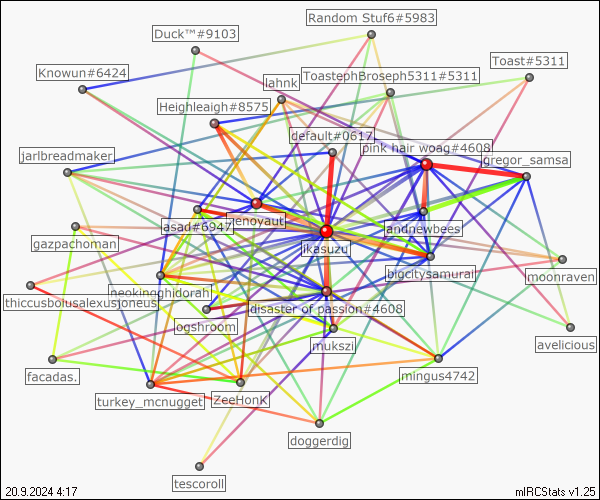 Random Stuf6#5983
Duck™#9103
Toast#5311
Knowun#6424
ToastephBroseph5311#5311
lahnk
Heighleaigh#8575
default#0617
pink hair woag#4608
jarlbreadmaker
gregor_samsa
lenoyaut
asad#6947
andnewbees
gazpachoman
ikasuzu
bigcitysamurai
moonraven
neokingghidorah
thiccusboiusalexusjoneus
disaster of passion#4608
ogshroom
mukszi
avelicious
facadas.
mingus4742
turkey_mcnugget
ZeeHonK
doggerdig
tescoroll
20.9.2024 4:17
mIRCStats v1.25